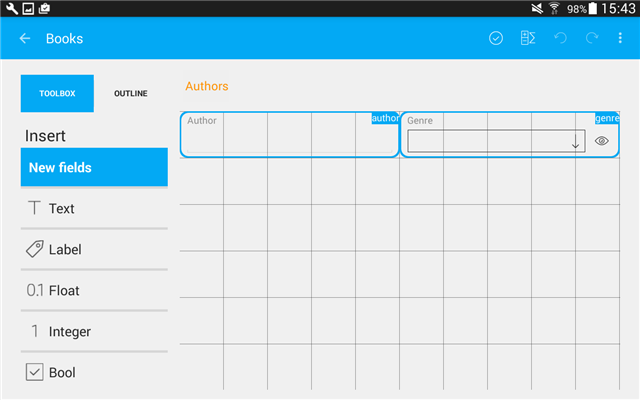 98% 15:43
Books
TOOLBOX OUTLINE
Authors
Insert
Author author Genre genre
New fields
T Text
Label
0.1 Float
1 Integer
Bool